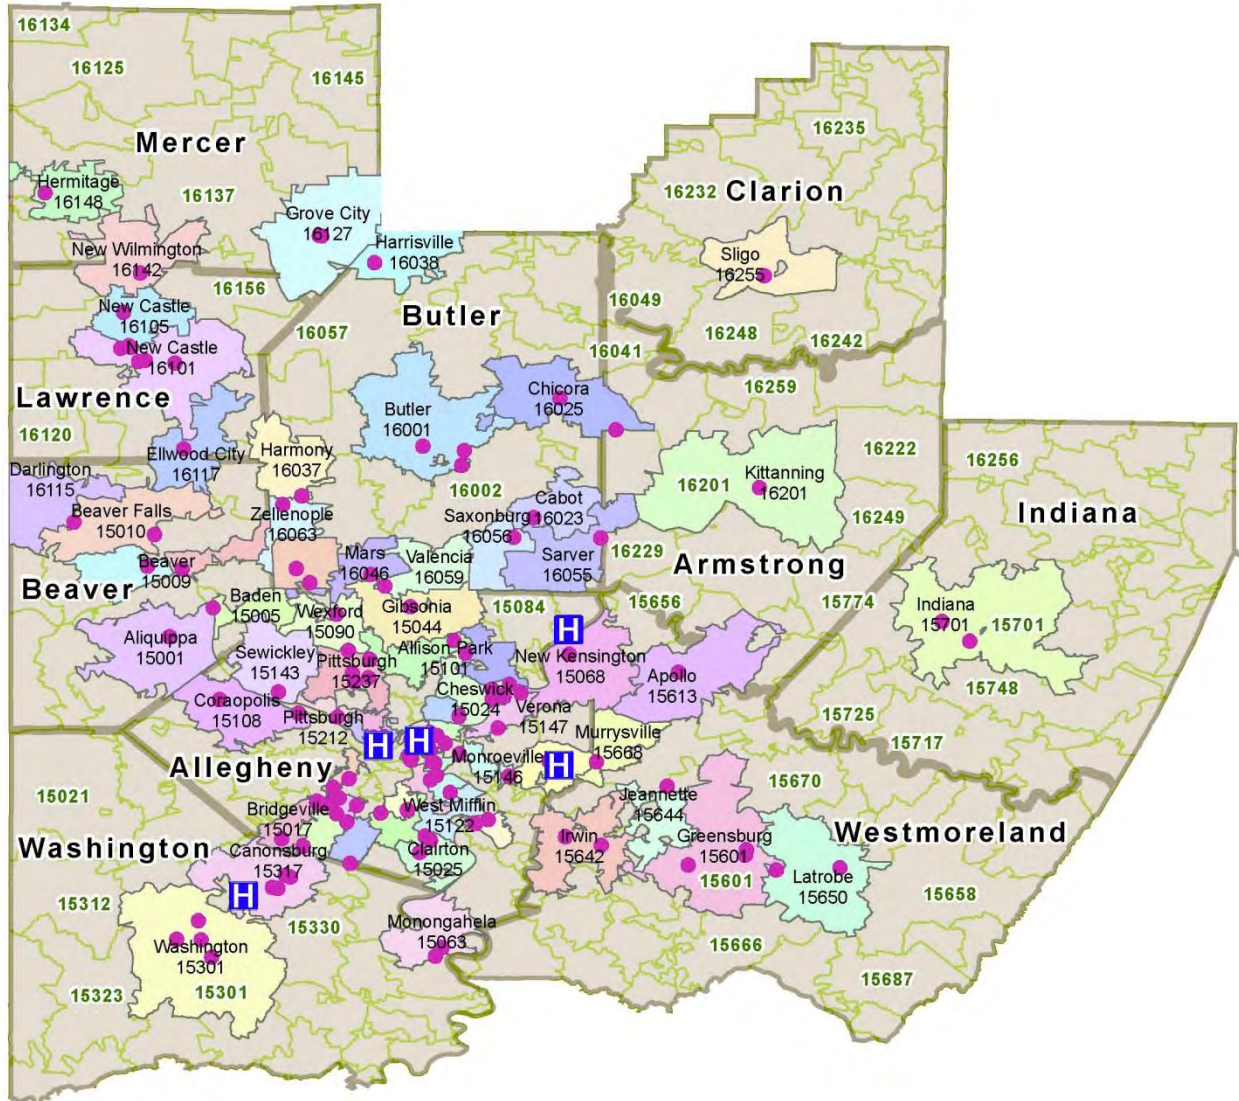 16134
16125
16145
Mercer
16235
Hermitage
16148
16137
16232
Clarion
Grove City
16127
Harrisville
16038
New Wilmington
16142
Sligo
16255
16156
16049
New Castle
16105
16057
Butler
16248
16242
16041
New Castle
16101
16259
Lawrence
Chicora
16025
Butler
16001
16120
Ellwood City
16117
Harmony
16037
16222
16256
Darlington
16115
16201
Kittanning
16201
16002
Cabot
16023
Indiana
Beaver Falls
15010
Zelienople
16063
Saxonburg
16056
16249
Mars
16046
Valencia
16059
Sarver
16055
16229
Armstrong
Beaver
15009
Beaver
Baden
15005
Wexford
15090
Gibsonia
15044
15084
15656
15774
Indiana
15701
15701
Aliquippa
15001
Sewickley
15143
Pittsburgh
15237
Allison Park
15101
H
New Kensington
15068
Apollo
15613
15748
Coraopolis
15108
Cheswick
15024
Pittsburgh
15212
Verona
15147
15725
15717
Murrysville
15668
H
H
Monroeville
15146
H
Allegheny
15670
15021
Jeannette
15644
Bridgeville
15017
West Mifflin
15122
Greensburg
15601
Westmoreland
Irwin
15642
Washington
Canonsburg
15317
Clairton
15025
15601
Latrobe
15650
15658
15312
H
15330
Monongahela
15063
Washington
15301
15666
15687
15323
15301